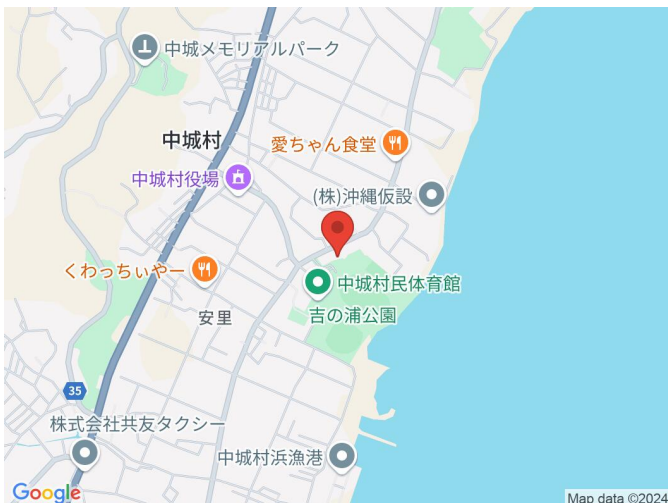 中城メモリアルパーク
中城村
愛ちゃん食堂
中城村役場
(株)沖縄仮設
くわっちぃやー
中城村民体育館
吉の浦公園
安里
35
株式会社共友タクシー
中城村浜漁港
Google
Map data ©2024